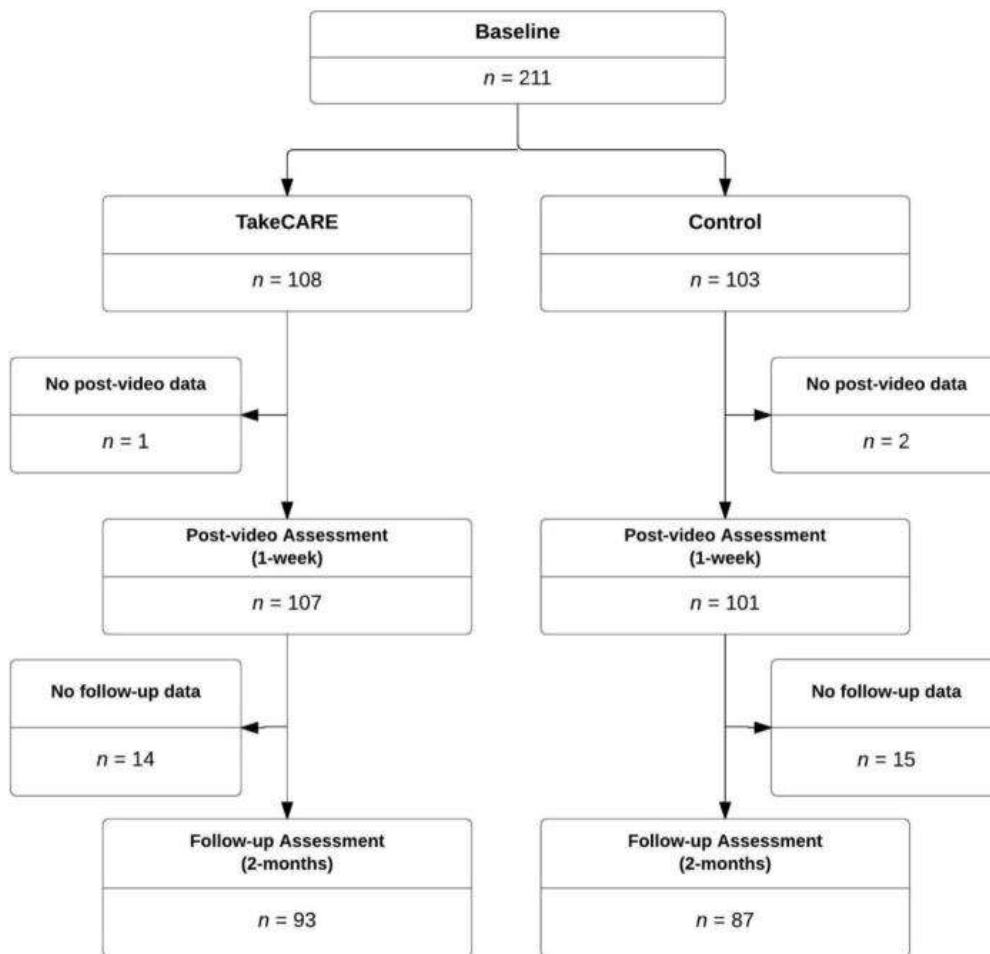 Baseline
n = 211
TakeCARE
n = 108
Control
n = 103
No post-video data
n = 1
No post-video data
n = 2
Post-video Assessment
(1-week)
n = 107
Post-video Assessment
(1-week)
n = 101
No follow-up data
n = 14
No follow-up data
n = 15
Follow-up Assessment
(2-months)
n = 93
Follow-up Assessment
(2-months)
n = 87